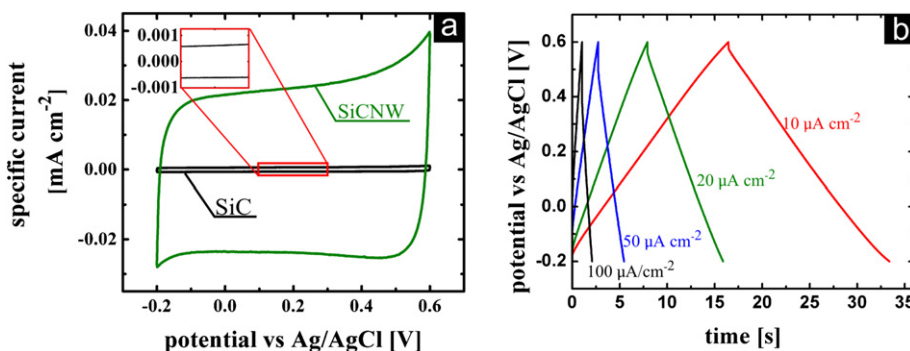 a
specific current
[mA cm-2]
0.04
0.02
0.00
-0.02
0.001
0.000
-0.001
SiCNW
SiC
-0.2 0.0 0.2 0.4 0.6
potential vs Ag/AgCl [V]
b
potential vs Ag/AgCl [V]
0.6
0.4
0.2
0.0
-0.2
10 μA cm-2
20 μA cm-2
50 μA cm-2
100 μA/cm-2
0 5 10 15 20 25 30
time [s]